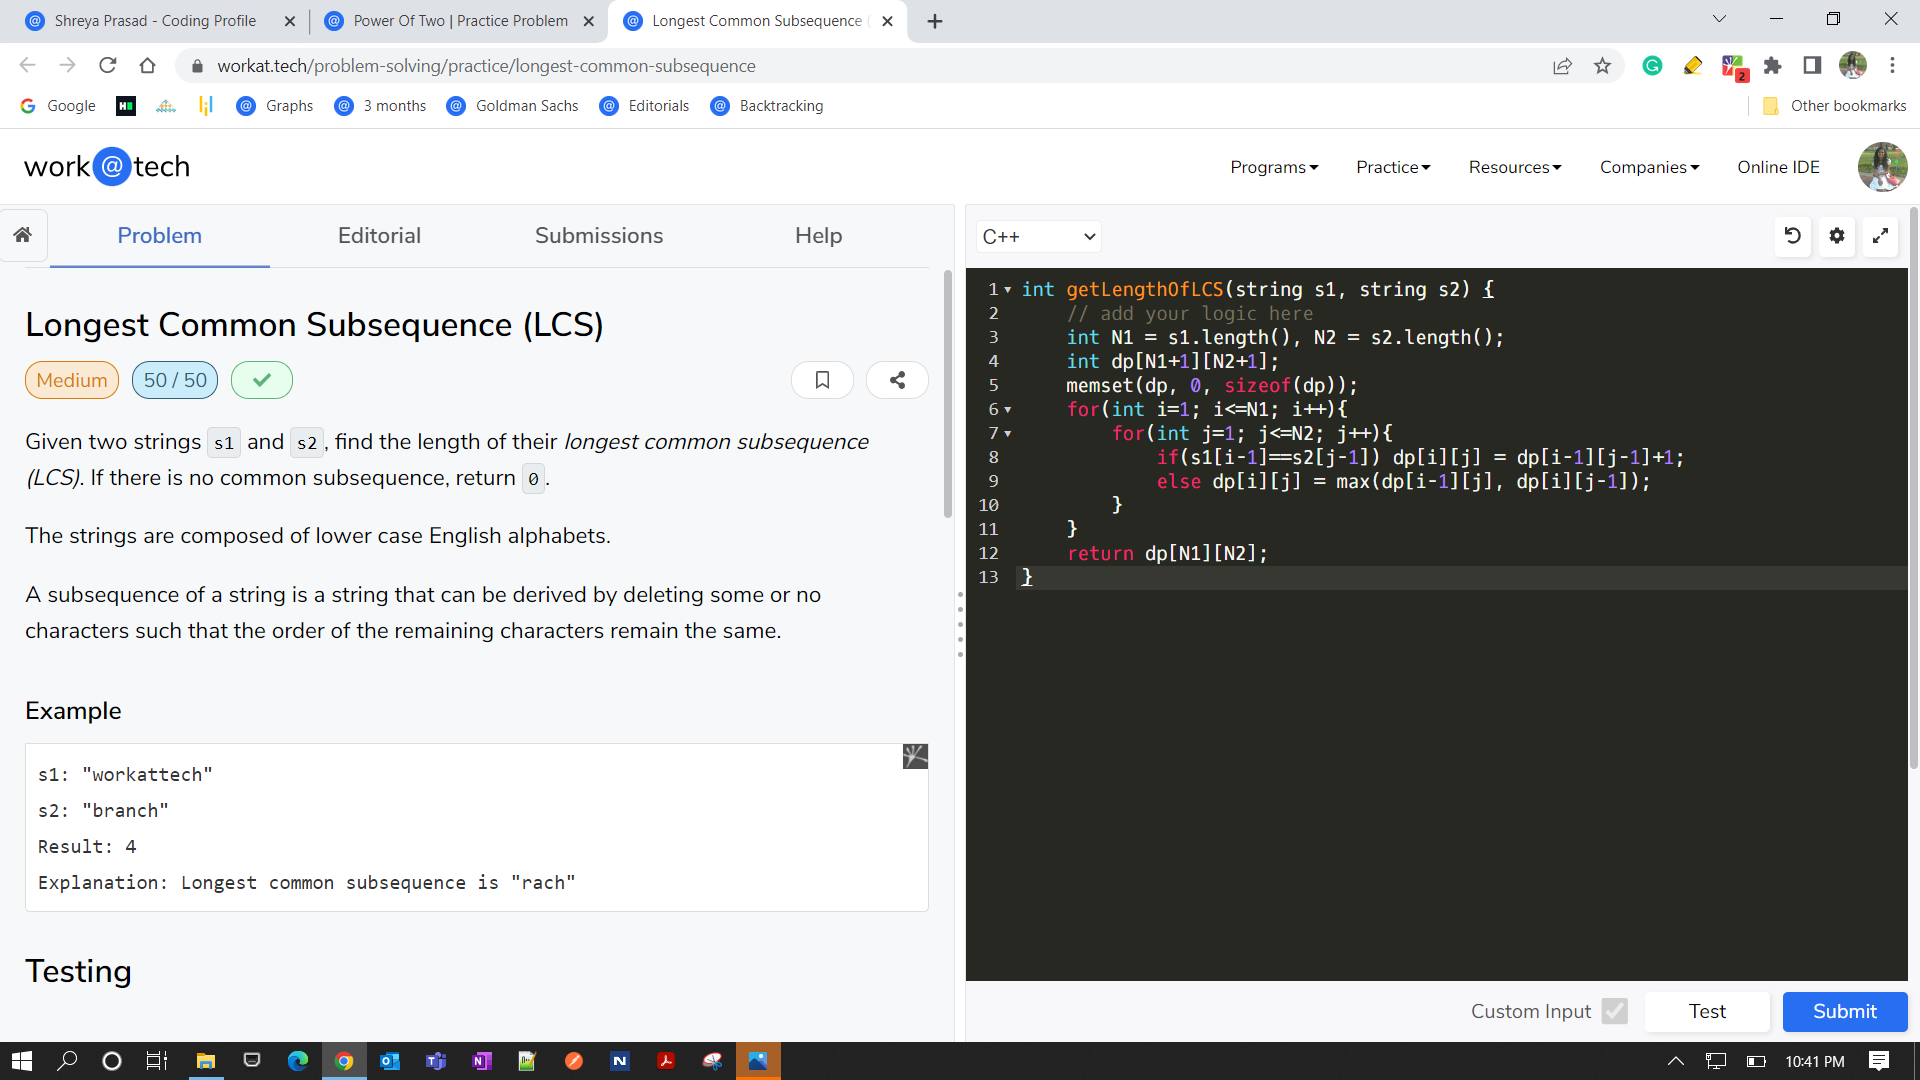 Shreya Prasad - Coding Profile
Power Of Two | Practice Problem
Longest Common Subsequence (
workat.tech/problem-solving/practice/longest-common-subsequence
2
Google
Graphs
3 months
Goldman Sachs
Editorials
Backtracking
Other bookmarks
work@tech
Programs
Practice
Resources
Companies
Online IDE
Problem
Editorial
Submissions
Help
Longest Common Subsequence (LCS)
Medium
50 / 50
Given two strings s1 and s2, find the length of their longest common subsequence
(LCS). If there is no common subsequence, return 0.
The strings are composed of lower case English alphabets.
A subsequence of a string is a string that can be derived by deleting some or no
characters such that the order of the remaining characters remain the same.
Example
s1: "workattech"
s2: "branch"
Result: 4
Explanation: Longest common subsequence is "rach"
Testing
C++
1 int getLengthOfLCS(string s1, string s2) {
2 // add your logic here
3 int N1 = s1.length(), N2 = s2.length();
4 int dp[N1+1][N2+1];
5 memset(dp, 0, sizeof(dp));
6 for(int i=1; i<=N1; i++){
7 for(int j=1; j<=N2; j++){
8 if(s1[i-1]==s2[j-1]) dp[i][j] = dp[i-1][j-1]+1;
9 else dp[i][j] = max(dp[i-1][j], dp[i][j-1]);
10 }
11 }
12 return dp[N1][N2];
13 }
Custom Input
Test
Submit
10:41 PM